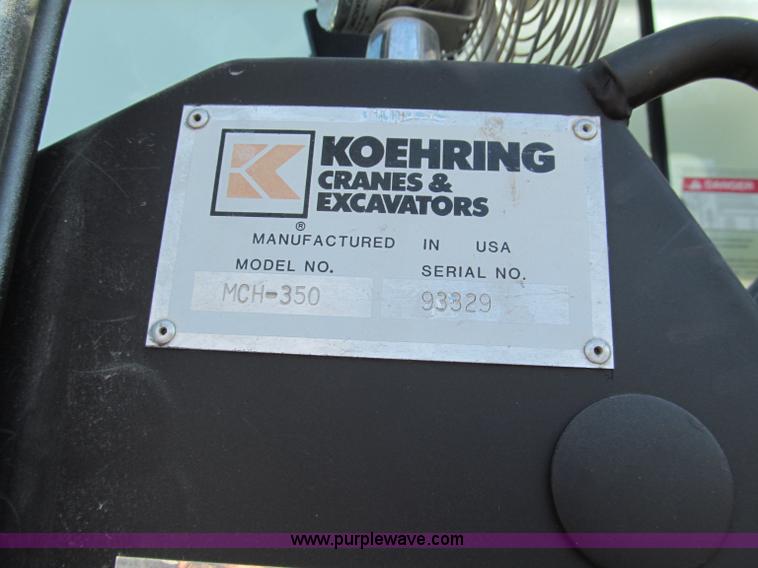 KOEHRING
CRANES &
EXCAVATORS
®
MANUFACTURED IN USA
MODEL NO. SERIAL NO.
MCH-350 93329
DANGER
www.purplewave.com